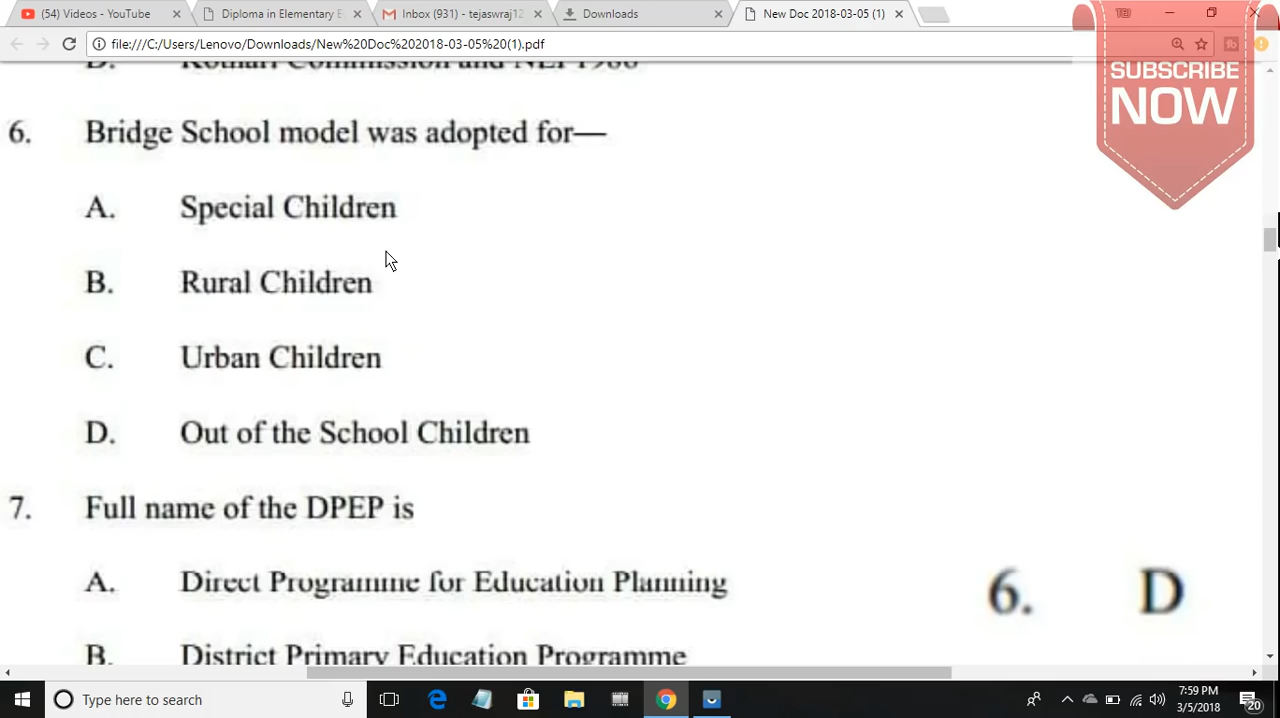 (54) Videos - YouTube
Diploma in Elementary E
Inbox (931) - tejaswraj12
Downloads
New Doc 2018-03-05 (1)
file:///C:/Users/Lenovo/Downloads/New%20Doc%202018-03-05%20(1).pdf
SUBSCRIBE
NOW
6. Bridge School model was adopted for—
A. Special Children
B. Rural Children
C. Urban Children
D. Out of the School Children
7. Full name of the DPEP is
A. Direct Programme for Education Planning
6. D
B. District Primary Education Programme
Type here to search
7:59 PM
3/5/2018
20